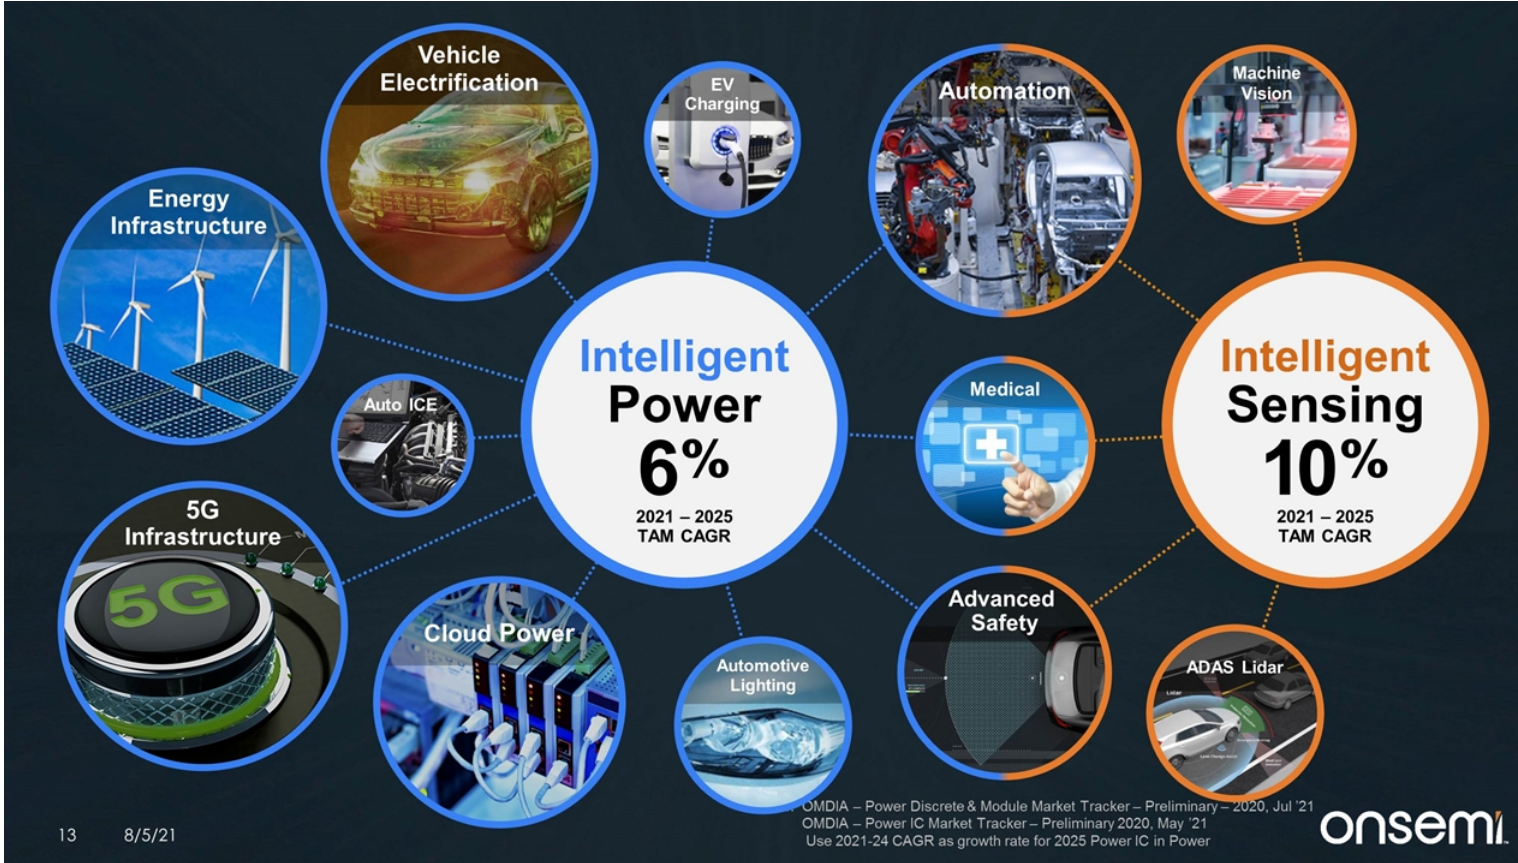 Vehicle
Electrification
EV
Charging
Automation
Machine
Vision
Energy
Infrastructure
Auto ICE
Intelligent
Power
6%
2021 – 2025
TAM CAGR
Medical
Intelligent
Sensing
10%
2021 – 2025
TAM CAGR
5G
Infrastructure
5G
Cloud Power
Automotive
Lighting
Advanced
Safety
ADAS Lidar
Lidar
OMDIA – Power Discrete & Module Market Tracker – Preliminary – 2020, Jul ’21
OMDIA – Power IC Market Tracker – Preliminary 2020, May ’21
Use 2021-24 CAGR as growth rate for 2025 Power IC in Power
13 8/5/21
onsemi